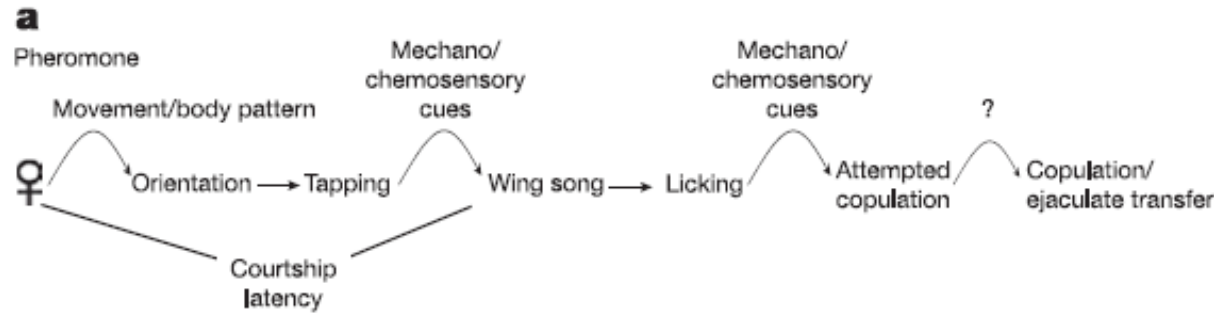 a
Pheromone
Movement/body pattern
Mechano/
chemosensory
cues
Mechano/
chemosensory
cues
?
♀
Orientation
Tapping
Wing song
Licking
Attempted
copulation
Copulation/
ejaculate transfer
Courtship
latency